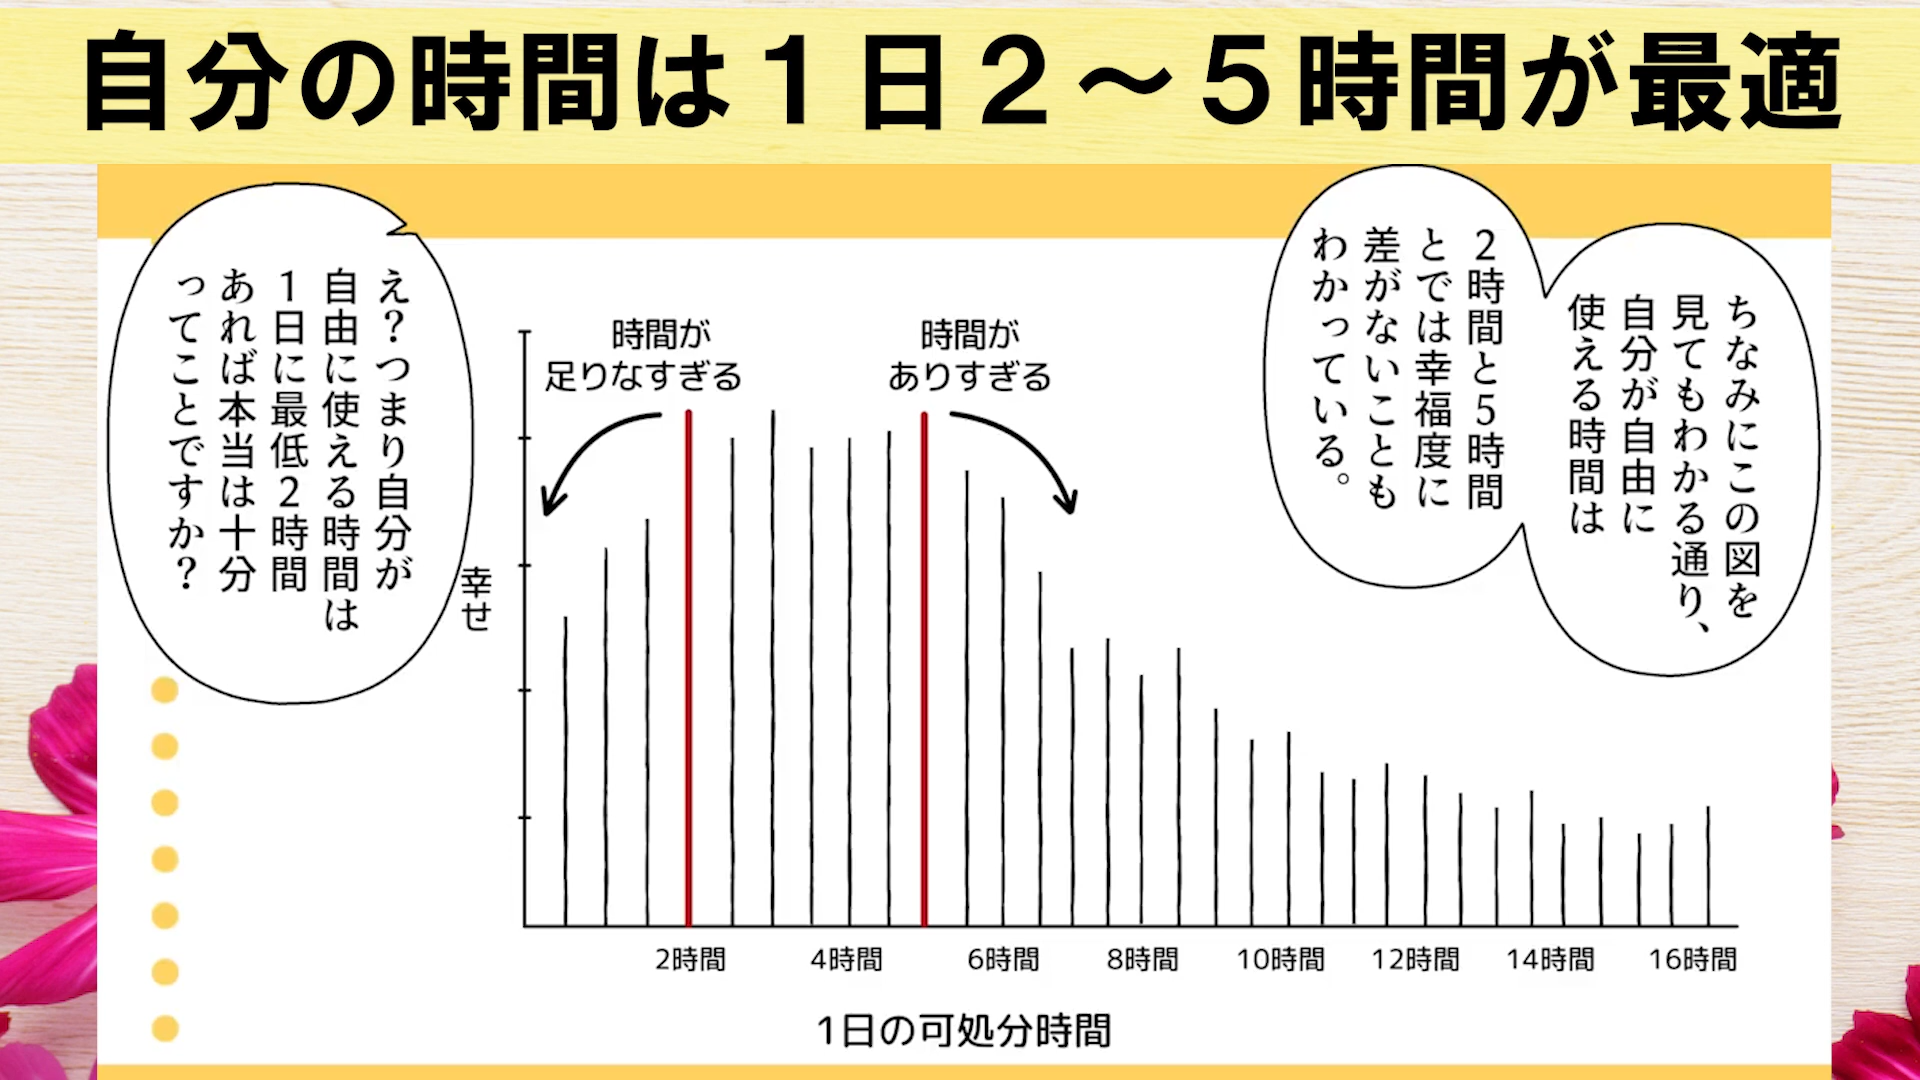 自分の時間は１日２～５時間が最適
ちなみにこの図を
見てもわかる通り、
自分が自由に
使える時間は
2時間と5時間
とでは幸福度に
差がないことも
わかっている。
え？つまり自分が
自由に使える時間は
1日に最低2時間
あれば本当は十分
ってことですか？
時間が
足りなすぎる
時間が
ありすぎる
幸せ
2時間
4時間
6時間
8時間
10時間
12時間
14時間
16時間
1日の可処分時間